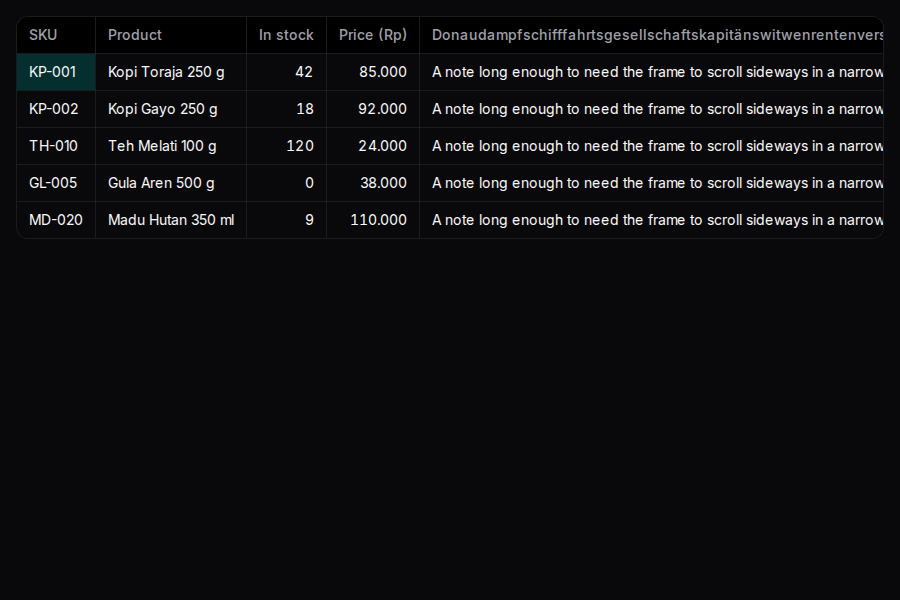 SKU Product In stock Price (Rp) Donaudampfschifffahrtsgesellschaftskapitänswitwenrentenvers
KP-001 Kopi Toraja 250 g 42 85.000 A note long enough to need the frame to scroll sideways in a narrow
KP-002 Kopi Gayo 250 g 18 92.000 A note long enough to need the frame to scroll sideways in a narrow
TH-010 Teh Melati 100 g 120 24.000 A note long enough to need the frame to scroll sideways in a narrow
GL-005 Gula Aren 500 g 0 38.000 A note long enough to need the frame to scroll sideways in a narrow
MD-020 Madu Hutan 350 ml 9 110.000 A note long enough to need the frame to scroll sideways in a narrow